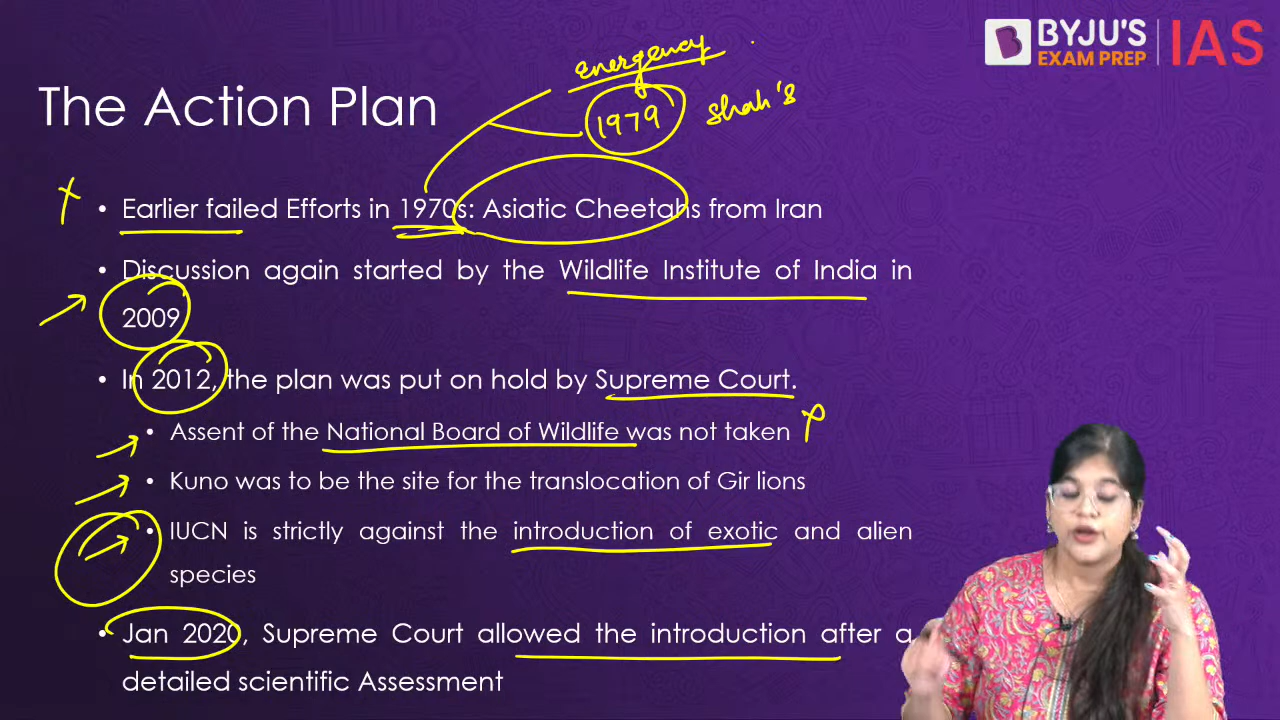 BYJU'S
EXAM PREP
IAS
emergency
The Action Plan
1979 Shah's
• Earlier failed Efforts in 1970s: Asiatic Cheetahs from Iran
• Discussion again started by the Wildlife Institute of India in
2009
• In 2012, the plan was put on hold by Supreme Court.
• Assent of the National Board of Wildlife was not taken
• Kuno was to be the site for the translocation of Gir lions
• IUCN is strictly against the introduction of exotic and alien
species
• Jan 2020, Supreme Court allowed the introduction after a
detailed scientific Assessment